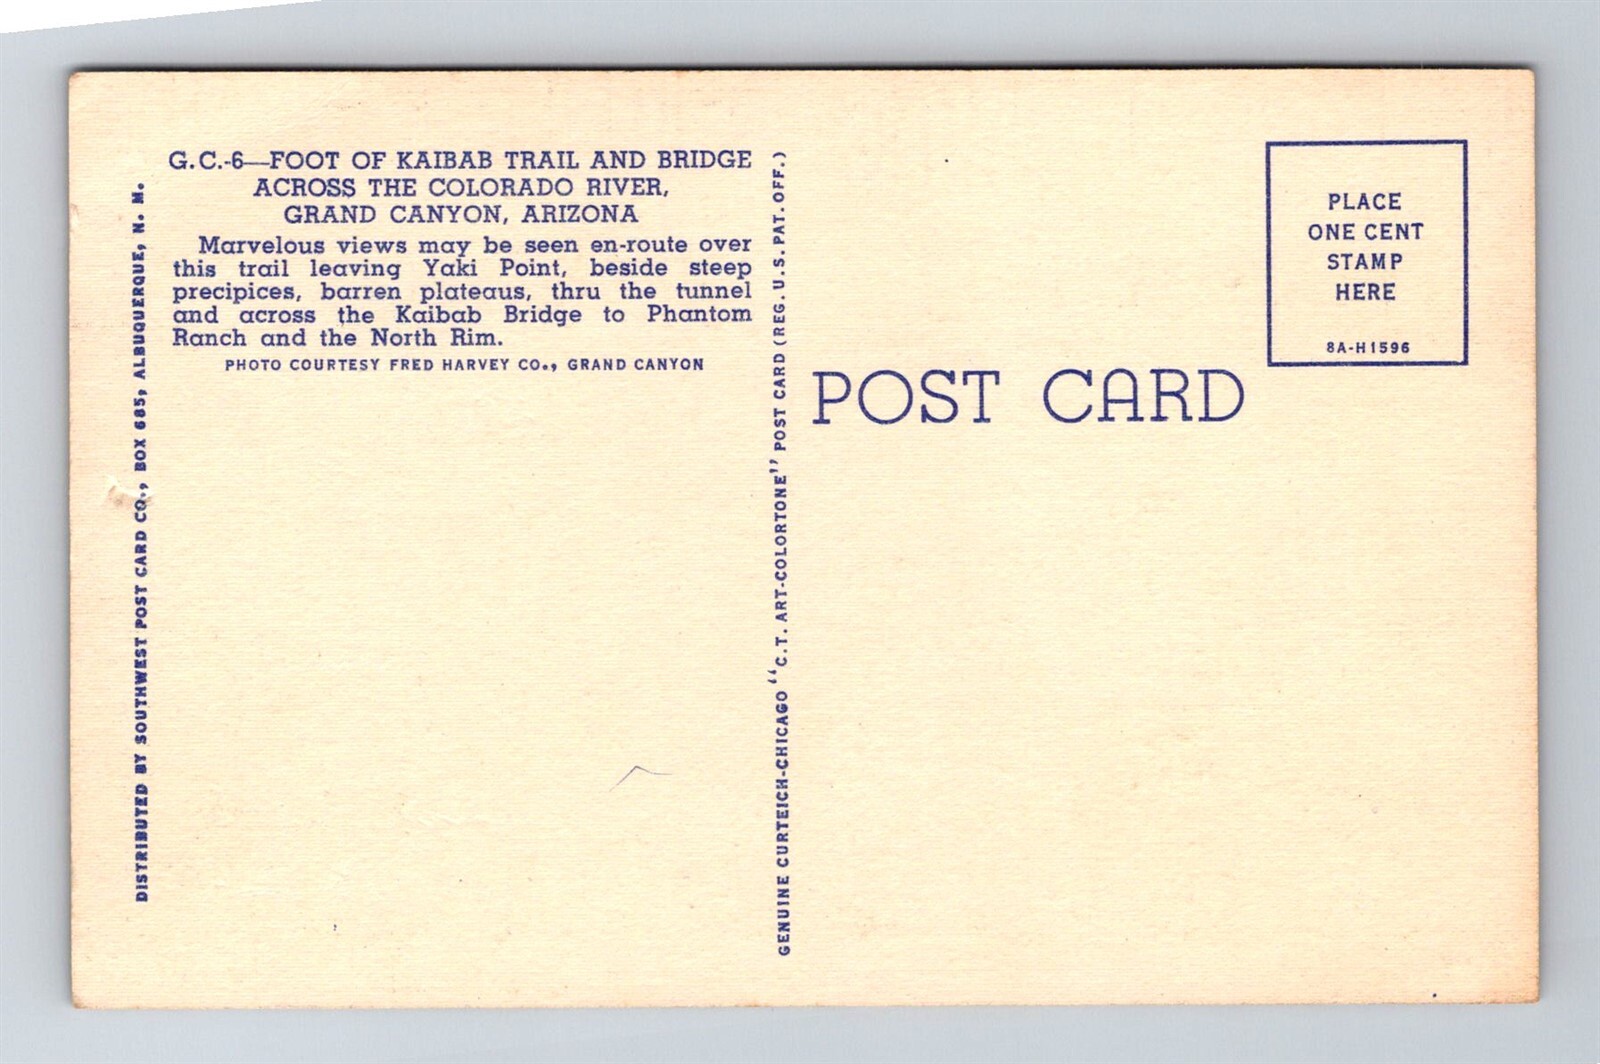 G.C.-6—FOOT OF KAIBAB TRAIL AND BRIDGE
ACROSS THE COLORADO RIVER,
GRAND CANYON, ARIZONA
Marvelous views may be seen en-route over
this trail leaving Yaki Point, beside steep
precipices, barren plateaus, thru the tunnel
and across the Kaibab Bridge to Phantom
Ranch and the North Rim.
PHOTO COURTESY FRED HARVEY CO., GRAND CANYON
DISTRIBUTED BY SOUTHWEST POST CARD CO., BOX 685, ALBUQUERQUE, N. M.
GENUINE CURTEICH-CHICAGO "C.T. ART-COLORTONE" POST CARD (REG. U.S. PAT. OFF.)
POST CARD
PLACE
ONE CENT
STAMP
HERE
8A-H1596